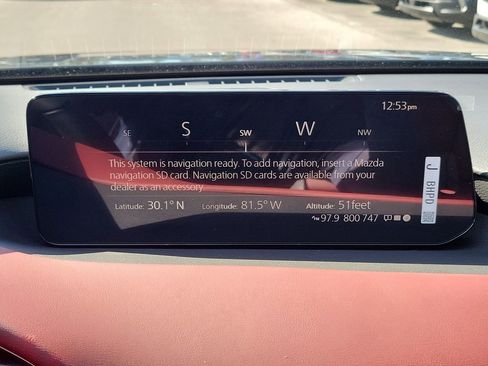 12:53pm
SE S SW W NW
This system is navigation ready. To add navigation, insert a Mazda
navigation SD card. Navigation SD cards are available from your
dealer as an accessory.
Latitude: 30.1° N Longitude: 81.5° W Altitude: 51feet
97.9 800 747
J BHPD